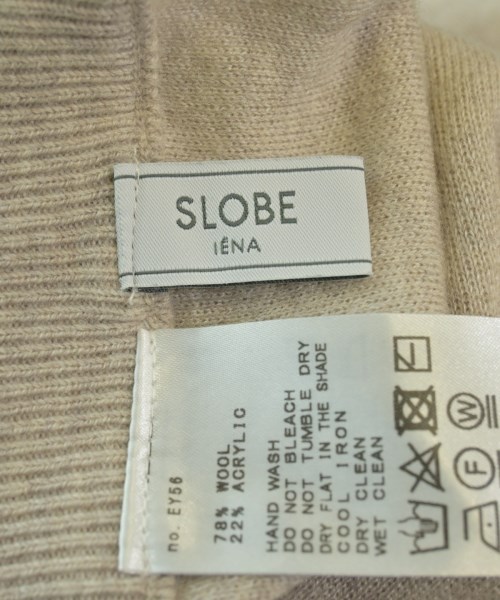 SLOBE
IÉNA
no. EY56
78% WOOL
22% ACRYLIC
HAND WASH
DO NOT BLEACH
DO NOT TUMBLE DRY
DRY FLAT IN THE SHADE
COOL IRON
DRY CLEAN
WET CLEAN
W
F